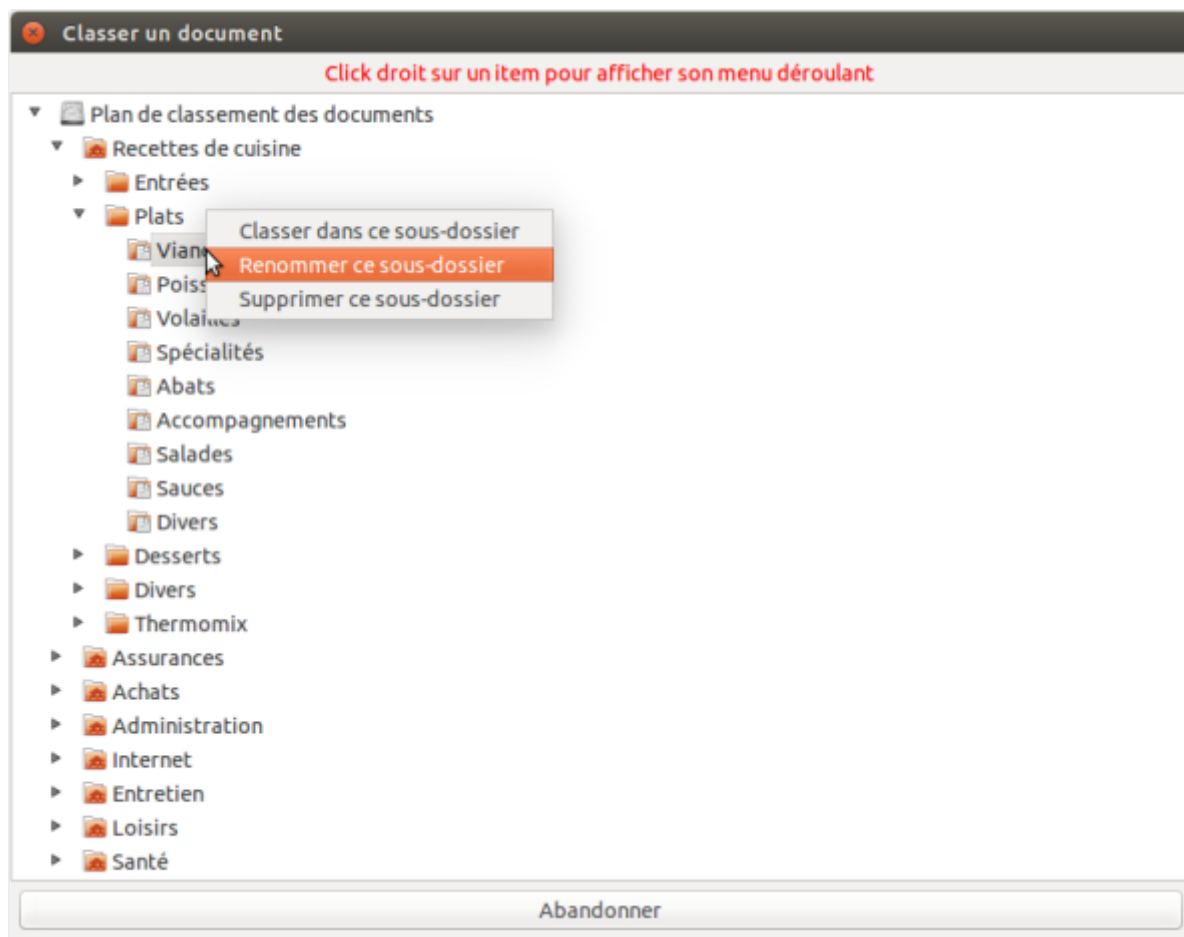 Classer un document
Click droit sur un item pour afficher son menu déroulant
Plan de classement des documents
Recettes de cuisine
Entrées
Plats
Classer dans ce sous-dossier
Renommer ce sous-dossier
Supprimer ce sous-dossier
Volailles
Spécialités
Abats
Accompagnements
Salades
Sauces
Divers
Desserts
Divers
Thermomix
Assurances
Achats
Administration
Internet
Entretien
Loisirs
Santé
Abandonner